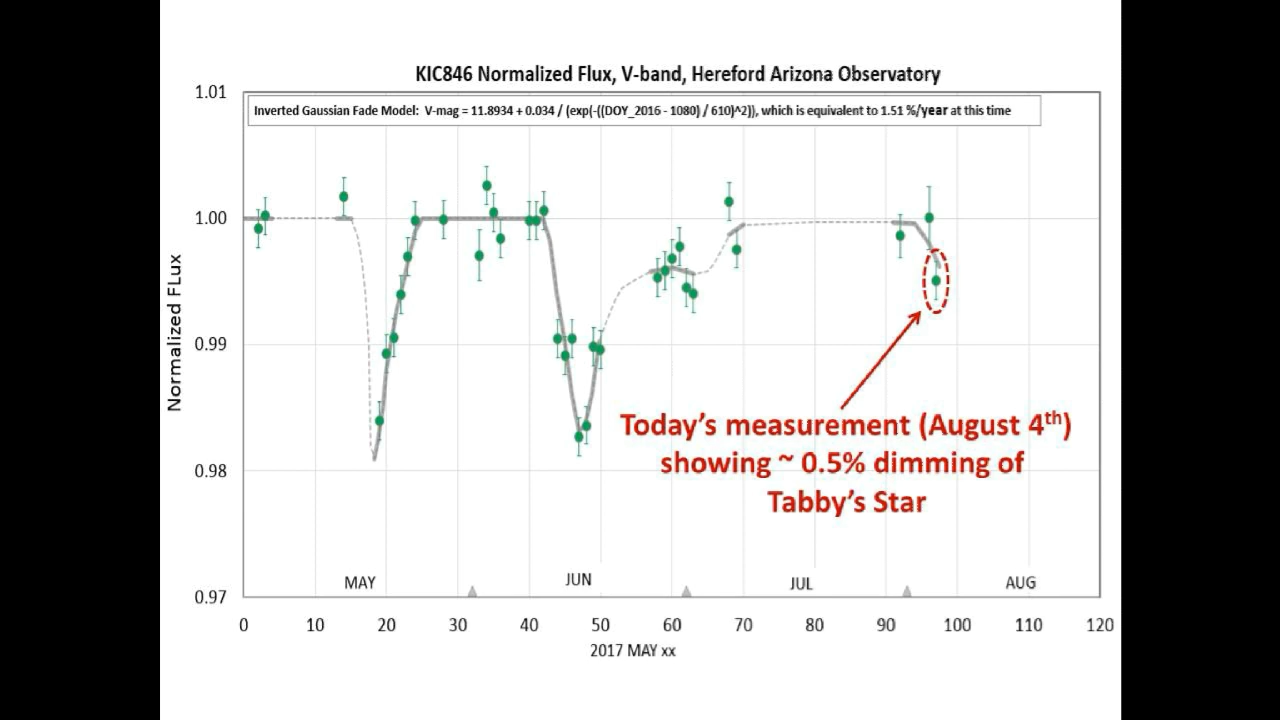 KIC846 Normalized Flux, V-band, Hereford Arizona Observatory
Inverted Gaussian Fade Model: V-mag = 11.8934 + 0.034 / (exp(-((DOY_2016 - 1080) / 610)^2)), which is equivalent to 1.51 %/year at this time
1.01
1.00
0.99
0.98
0.97
Normalized FLux
Today's measurement (August 4th)
showing ~ 0.5% dimming of
Tabby's Star
MAY JUN JUL AUG
0 10 20 30 40 50 60 70 80 90 100 110 120
2017 MAY xx